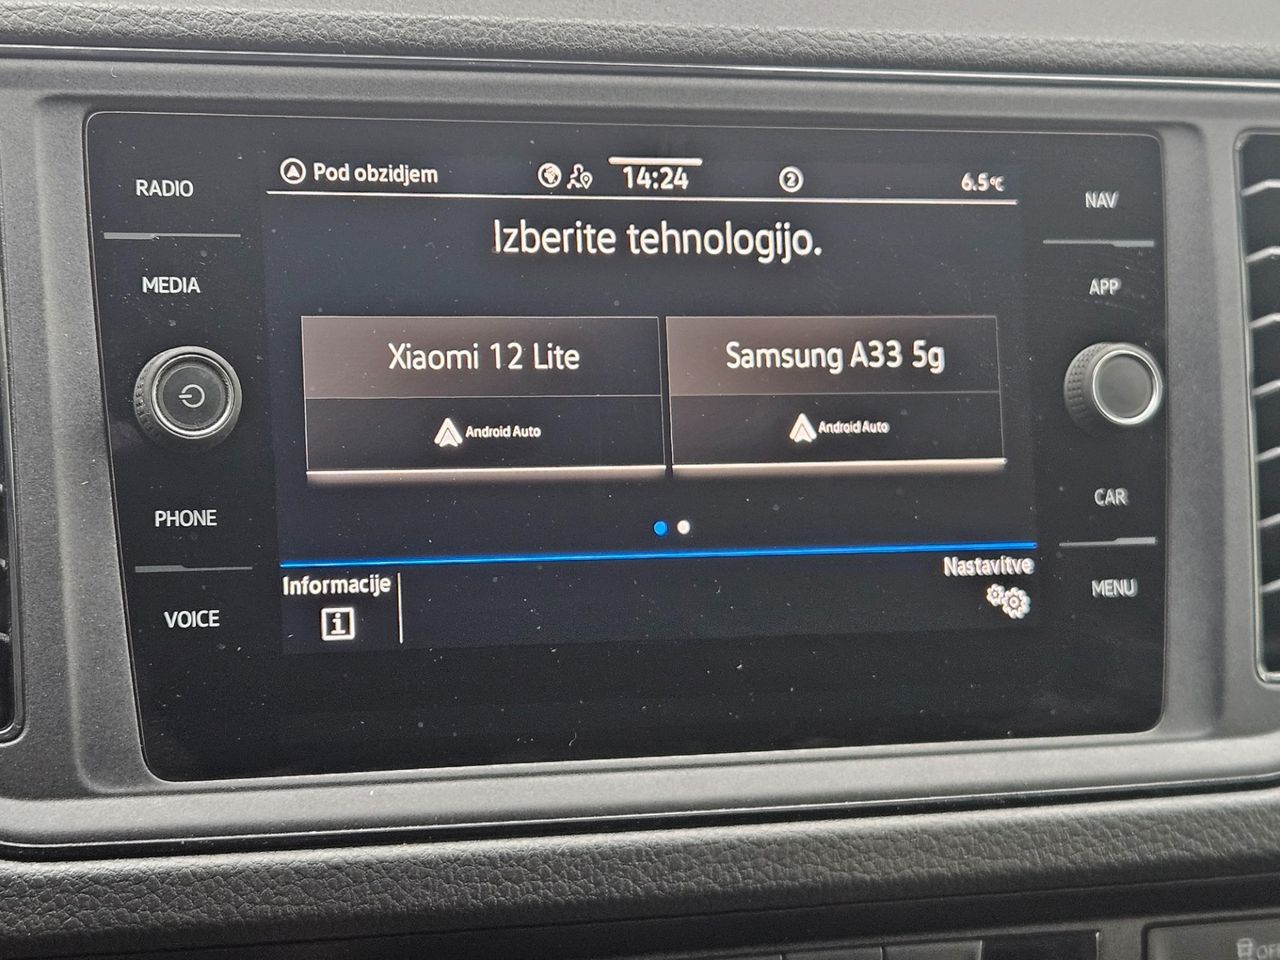 RADIO
MEDIA
PHONE
VOICE
Pod obzidjem
14:24
2
6.5°C
Izberite tehnologijo.
Xiaomi 12 Lite
Android Auto
Samsung A33 5g
Android Auto
Informacije
i
Nastavitve
NAV
APP
CAR
MENU